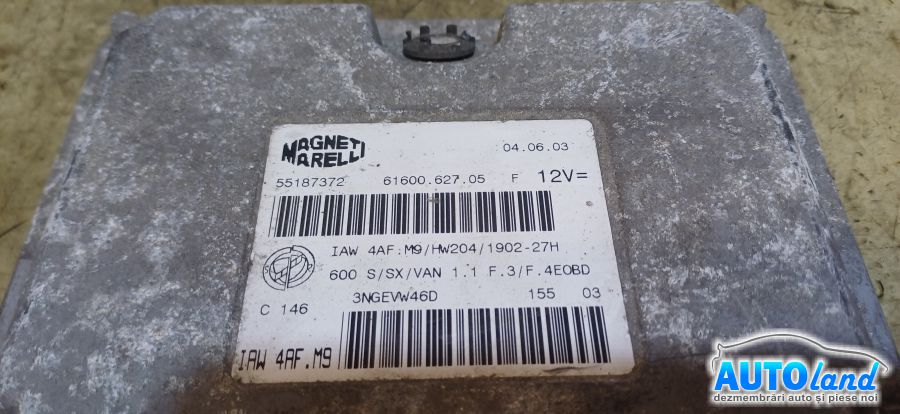 MAGNETI
MARELLI
04.06.03
55187372 61600.627.05 F 12V=
IAW 4AF.M9/HW204/1902-27H
600 S/SX/VAN 1.1 F.3/F.4EOBD
3NGEVW46D 155 03
C 146
IAW 4AF.M9
AUTOland
dezmembrări auto și piese noi